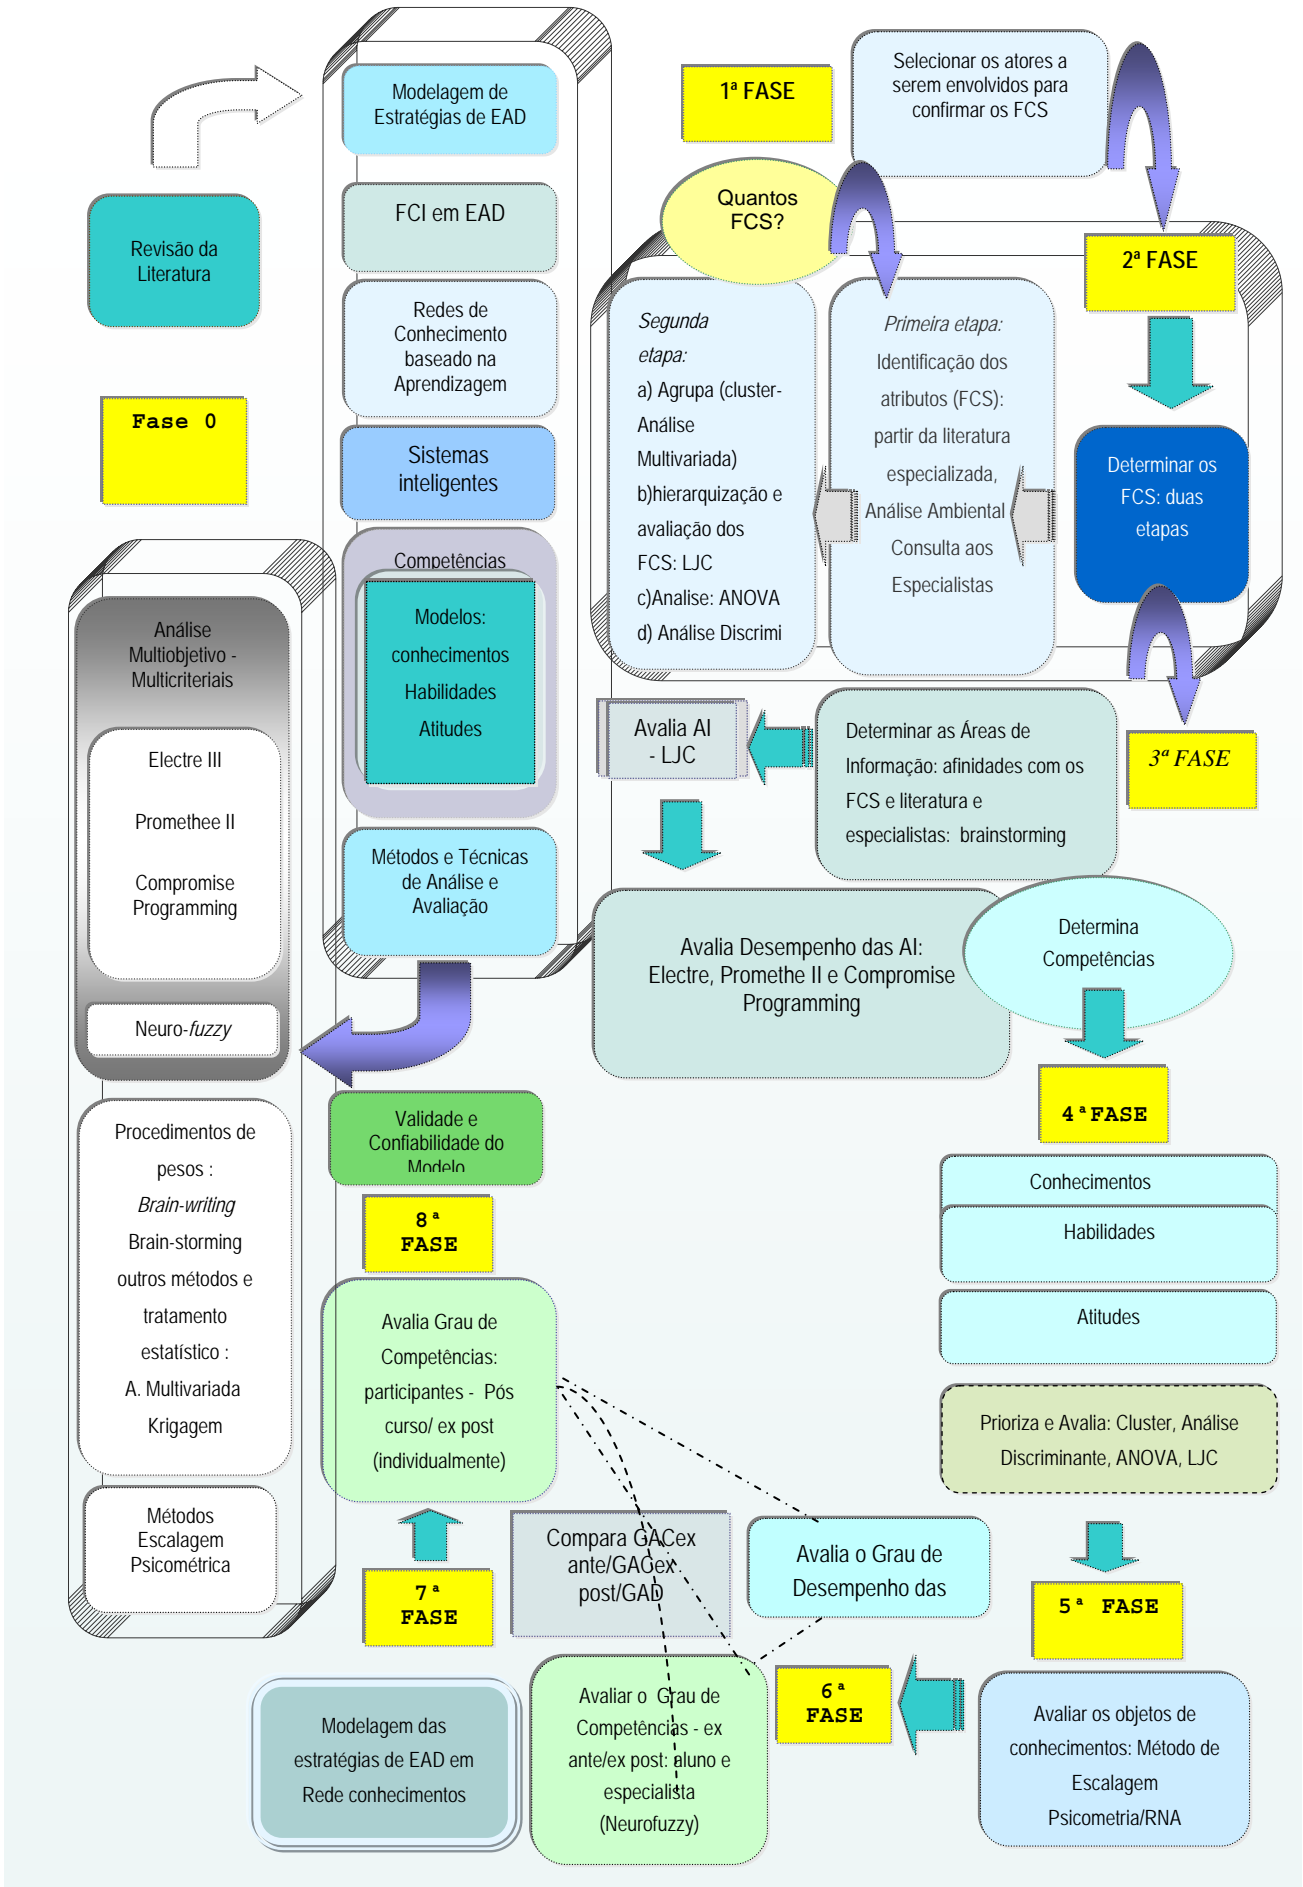 Modelagem de
Estratégias de EAD
FCI em EAD
Redes de
Conhecimento
baseado na
Aprendizagem
Sistemas
inteligentes
Competências
Modelos:
conhecimentos
Habilidades
Atitudes
Métodos e Técnicas
de Análise e
Avaliação
Revisão da
Literatura
Fase 0
Análise
Multiobjetivo -
Multicriteriais
Electre III
Promethee II
Compromise
Programming
Neuro-fuzzy
Procedimentos de
pesos :
Brain-writing
Brain-storming
outros métodos e
tratamento
estatístico :
A. Multivariada
Krigagem
Métodos
Escalagem
Psicométrica
1ª FASE
Selecionar os atores a
serem envolvidos para
confirmar os FCS
Quantos
FCS?
2ª FASE
Segunda
etapa:
a) Agrupa (cluster-
Análise
Multivariada)
b)hierarquização e
avaliação dos
FCS: LJC
c)Analise: ANOVA
d) Análise Discrimi
Primeira etapa:
Identificação dos
atributos (FCS):
partir da literatura
especializada,
Análise Ambiental
Consulta aos
Especialistas
Determinar os
FCS: duas
etapas
3ª FASE
Determinar as Áreas de
Informação: afinidades com os
FCS e literatura e
especialistas: brainstorming
Avalia AI
- LJC
Avalia Desempenho das AI:
Electre, Promethe II e Compromise
Programming
Determina
Competências
4ªFASE
Conhecimentos
Habilidades
Atitudes
Prioriza e Avalia: Cluster, Análise
Discriminante, ANOVA, LJC
5ª FASE
Avaliar os objetos de
conhecimentos: Método de
Escalagem
Psicometria/RNA
6ª
FASE
Avalia o Grau de
Desempenho das
Avaliar o Grau de
Competências - ex
ante/ex post: aluno e
especialista
(Neurofuzzy)
Compara GACex
ante/GACex
post/GAD
7ª
FASE
Avalia Grau de
Competências:
participantes - Pós
curso/ ex post
(individualmente)
8ª
FASE
Validade e
Confiabilidade do
Modelo
Modelagem das
estratégias de EAD em
Rede conhecimentos